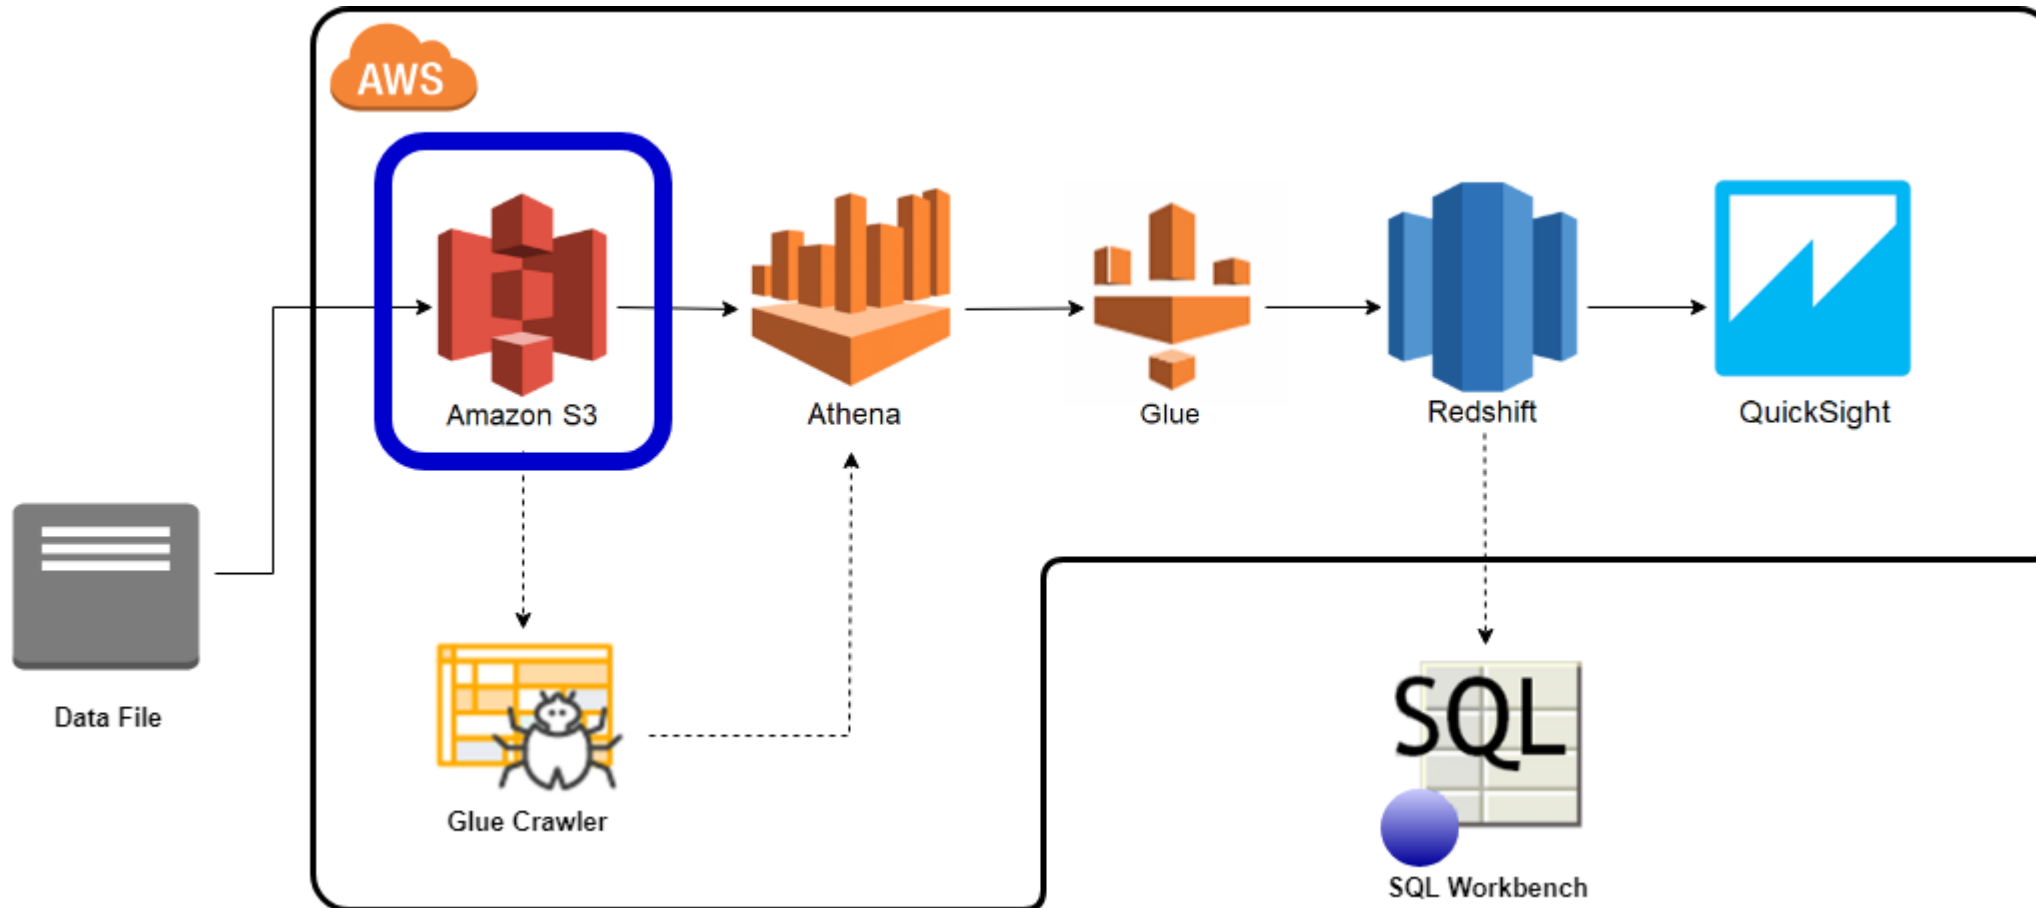 AWS
Amazon S3
Athena
Glue
Redshift
QuickSight
Data File
Glue Crawler
SQL
SQL Workbench